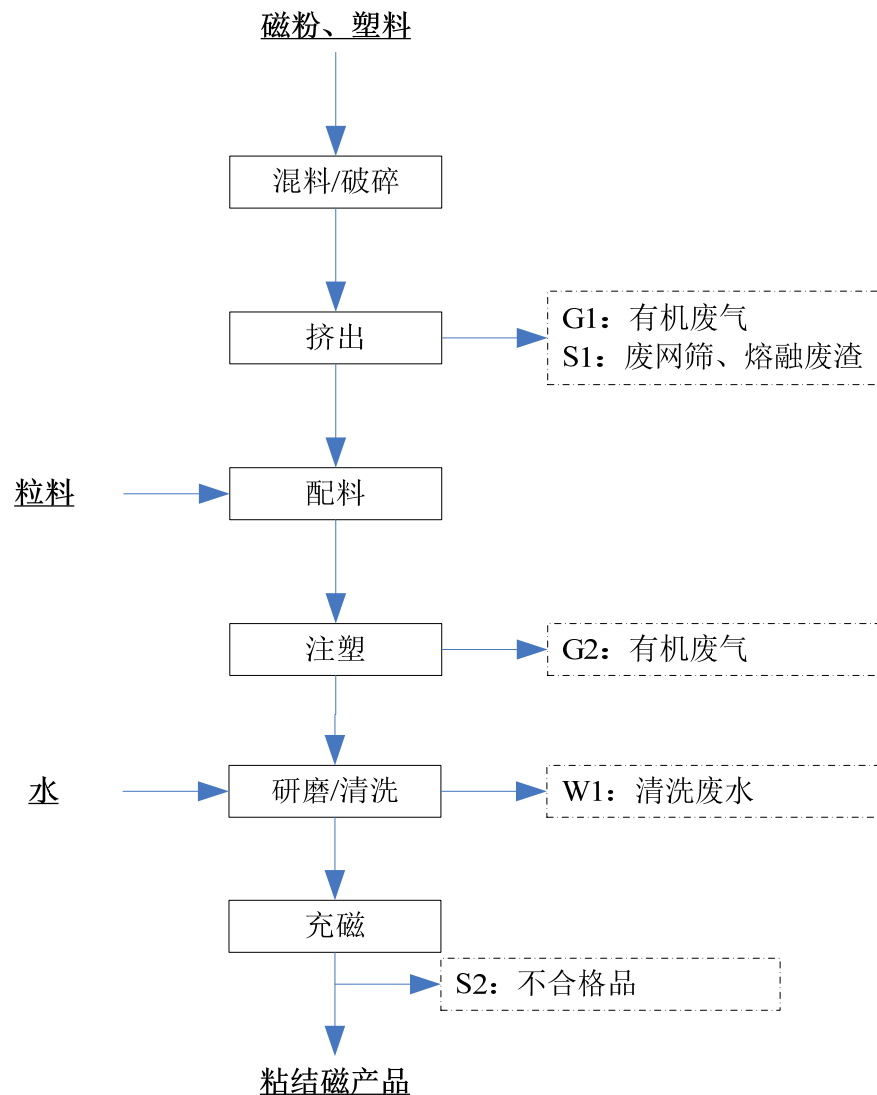 磁粉、塑料
混料/破碎
挤出
G1：有机废气
S1：废网筛、熔融废渣
粒料
配料
注塑
G2：有机废气
水
研磨/清洗
W1：清洗废水
充磁
S2：不合格品
粘结磁产品